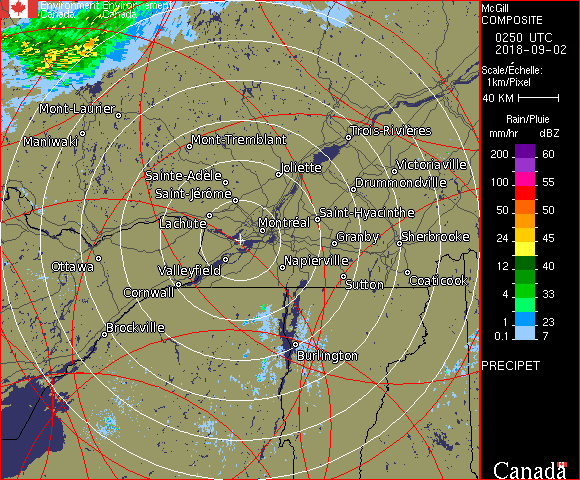 Environment Environnement
Canada Canada
McGill
COMPOSITE
0250 UTC
2018-09-02
Scale/Échelle:
1km/Pixel
40 KM
Rain/Pluie
mm/hr dBZ
200 60
55
100 55
50 50
24 45
12 40
4 33
1 23
0.1 7
PRECIPET
Canada
Mont-Laurier
Maniwaki
Mont-Tremblant
Trois-Rivières
Sainte-Adèle
Joliette
Victoriaville
Saint-Jérôme
Drummondville
Lachute
Montréal
Saint-Hyacinthe
Granby
Sherbrooke
Ottawa
Valleyfield
Napierville
Cornwall
Sutton
Coaticook
Brockville
Burlington